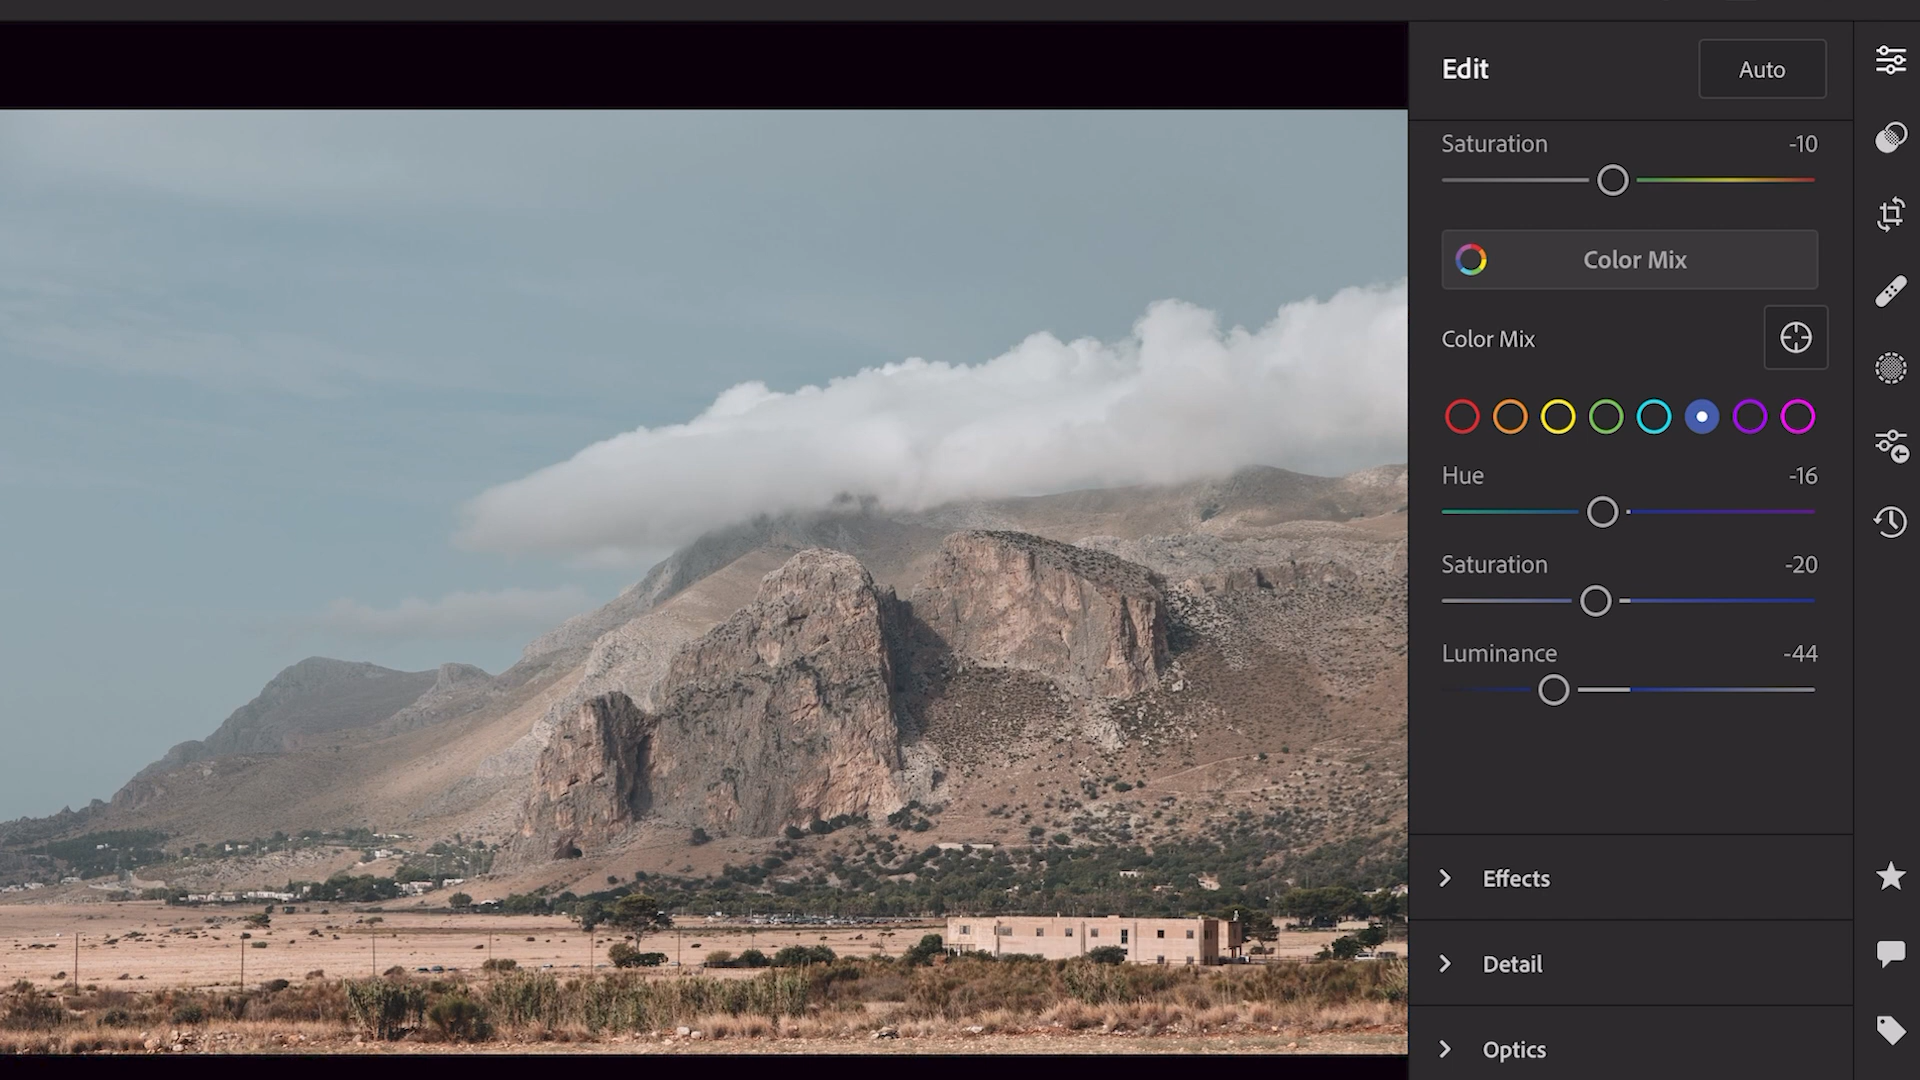 Edit
Auto
Saturation -10
Color Mix
Color Mix
Hue -16
Saturation -20
Luminance -44
Effects
Detail
Optics